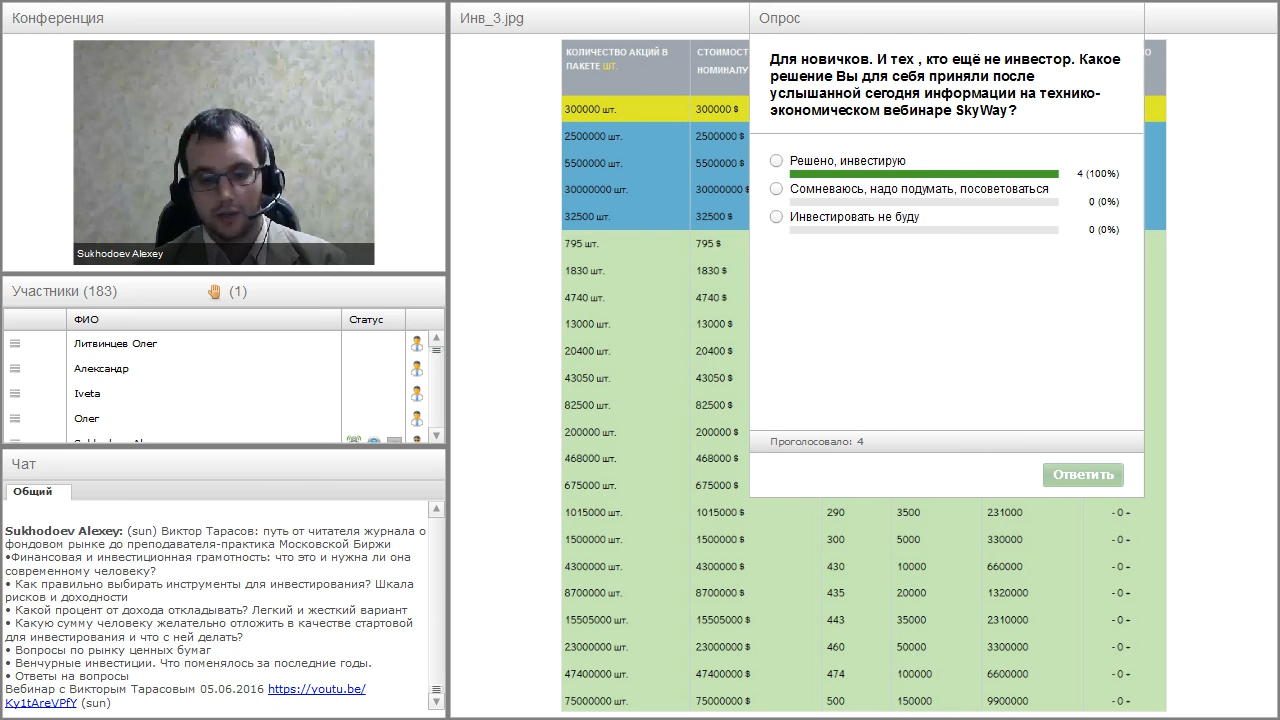 Конференция
Sukhodoev Alexey
Участники (183)
(1)
ФИО
Статус
Литвинцев Олег
Александр
Iveta
Олег
Чат
Общий
Sukhodoev Alexey: (sun) Виктор Тарасов: путь от читателя журнала о
фондовом рынке до преподавателя-практика Московской Биржи
•Финансовая и инвестиционная грамотность: что это и нужна ли она
современному человеку?
• Как правильно выбирать инструменты для инвестирования? Шкала
рисков и доходности
• Какой процент от дохода откладывать? Легкий и жесткий вариант
• Какую сумму человеку желательно отложить в качестве стартовой
для инвестирования и что с ней делать?
• Вопросы по рынку ценных бумаг
• Венчурные инвестиции. Что поменялось за последние годы.
• Ответы на вопросы
Вебинар с Викторым Тарасовым 05.06.2016 https://youtu.be/
Ky1tAreVPfY (sun)
Инв_3.jpg
КОЛИЧЕСТВО АКЦИЙ В
ПАКЕТЕ ШТ.
НОМИНАЛУ
300000 шт. 300000 $
2500000 шт. 2500000 $
5500000 шт. 5500000 $
30000000 шт. 30000000 $
32500 шт. 32500 $
795 шт. 795 $
1830 шт. 1830 $
4740 шт. 4740 $
13000 шт. 13000 $
20400 шт. 20400 $
43050 шт. 43050 $
82500 шт. 82500 $
200000 шт. 200000 $
468000 шт. 468000 $
675000 шт. 675000 $
1015000 шт. 1015000 $ 290 3500 231000 - 0 +
1500000 шт. 1500000 $ 300 5000 330000 - 0 +
4300000 шт. 4300000 $ 430 10000 660000 - 0 +
8700000 шт. 8700000 $ 435 20000 1320000 - 0 +
15505000 шт. 15505000 $ 443 35000 2310000 - 0 +
23000000 шт. 23000000 $ 460 50000 3300000 - 0 +
47400000 шт. 47400000 $ 474 100000 6600000 - 0 +
75000000 шт. 75000000 $ 500 150000 9900000 - 0 +
Опрос
Для новичков. И тех , кто ещё не инвестор. Какое
решение Вы для себя приняли после
услышанной сегодня информации на технико-
экономическом вебинаре SkyWay?
Решено, инвестирую
4 (100%)
Сомневаюсь, надо подумать, посоветоваться
0 (0%)
Инвестировать не буду
0 (0%)
Проголосовало: 4
Ответить